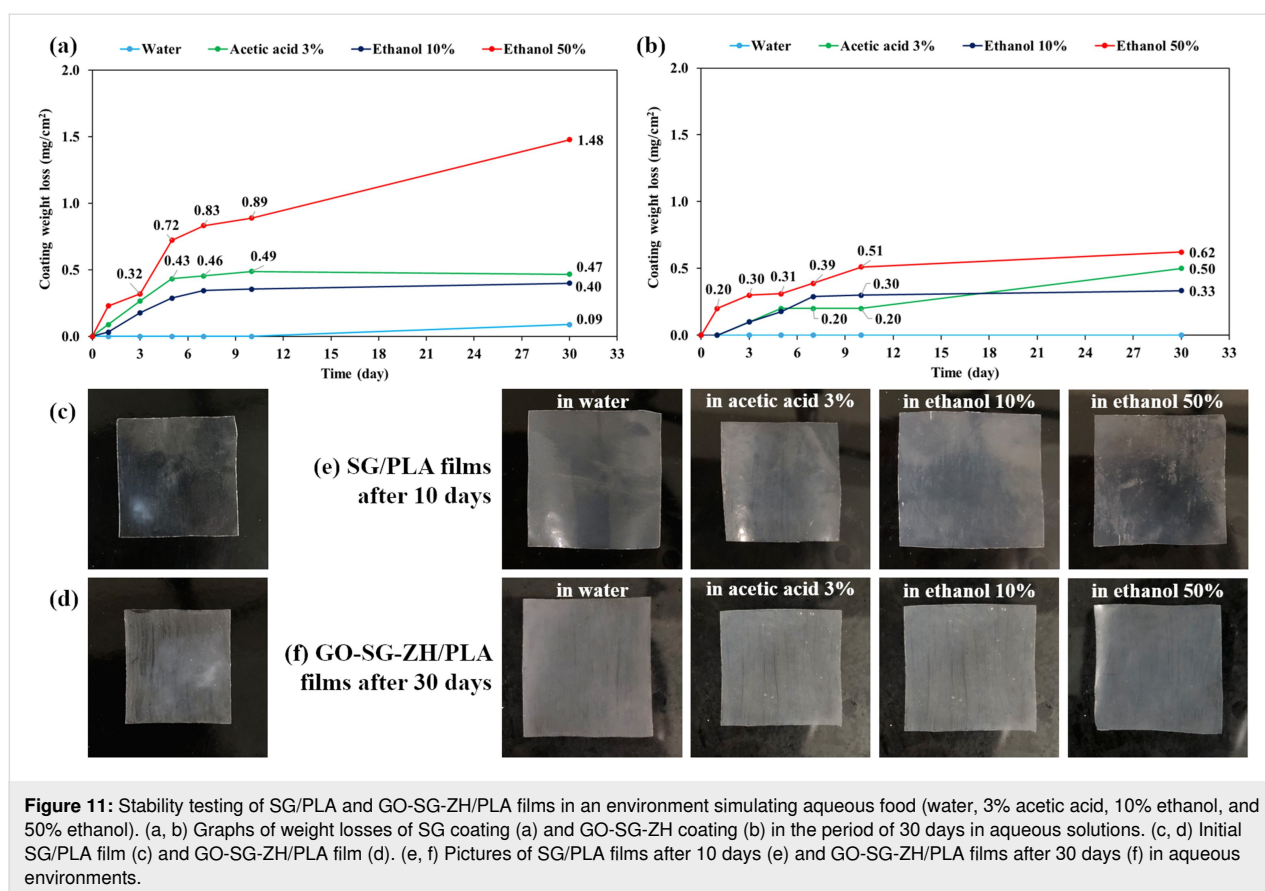 (a)
Water Acetic acid 3% Ethanol 10% Ethanol 50%
Coating weight loss (mg/cm²)
2.0
1.5
1.0
0.5
0.0
0.32
0.72
0.83
0.89
1.48
0.43
0.46
0.49
0.47
0.40
0.09
0 3 6 9 12 15 18 21 24 27 30 33
Time (day)
(b)
Water Acetic acid 3% Ethanol 10% Ethanol 50%
Coating weight loss (mg/cm²)
2.0
1.5
1.0
0.5
0.0
0.20
0.30
0.31
0.39
0.51
0.62
0.50
0.30
0.33
0.20
0.20
0 3 6 9 12 15 18 21 24 27 30 33
Time (day)
(c)
(e) SG/PLA films
after 10 days
in water
in acetic acid 3%
in ethanol 10%
in ethanol 50%
(d)
(f) GO-SG-ZH/PLA
films after 30 days
in water
in acetic acid 3%
in ethanol 10%
in ethanol 50%
Figure 11: Stability testing of SG/PLA and GO-SG-ZH/PLA films in an environment simulating aqueous food (water, 3% acetic acid, 10% ethanol, and
50% ethanol). (a, b) Graphs of weight losses of SG coating (a) and GO-SG-ZH coating (b) in the period of 30 days in aqueous solutions. (c, d) Initial
SG/PLA film (c) and GO-SG-ZH/PLA film (d). (e, f) Pictures of SG/PLA films after 10 days (e) and GO-SG-ZH/PLA films after 30 days (f) in aqueous
environments.